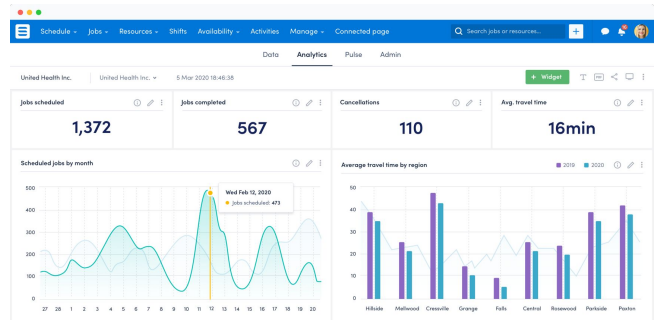 Schedule Jobs Resources Shifts Availability Activities Manage Connected page Search jobs or resources... +
Data Analytics Pulse Admin
United Health Inc. United Health Inc. 5 Mar 2020 18:46:38 + Widget T
Jobs scheduled
1,372
Jobs completed
567
Cancellations
110
Avg. travel time
16min
Scheduled jobs by month
Wed Feb 12, 2020
Jobs scheduled: 473
500
400
300
200
100
0
27 28 1 2 3 4 5 6 7 8 9 10 11 12 13 14 15 16 17 18 19 20
Average travel time by region 2019 2020
50
40
30
20
10
0
Hillside Mellwood Cressville Grange Falls Central Rosewood Parkside Paxton